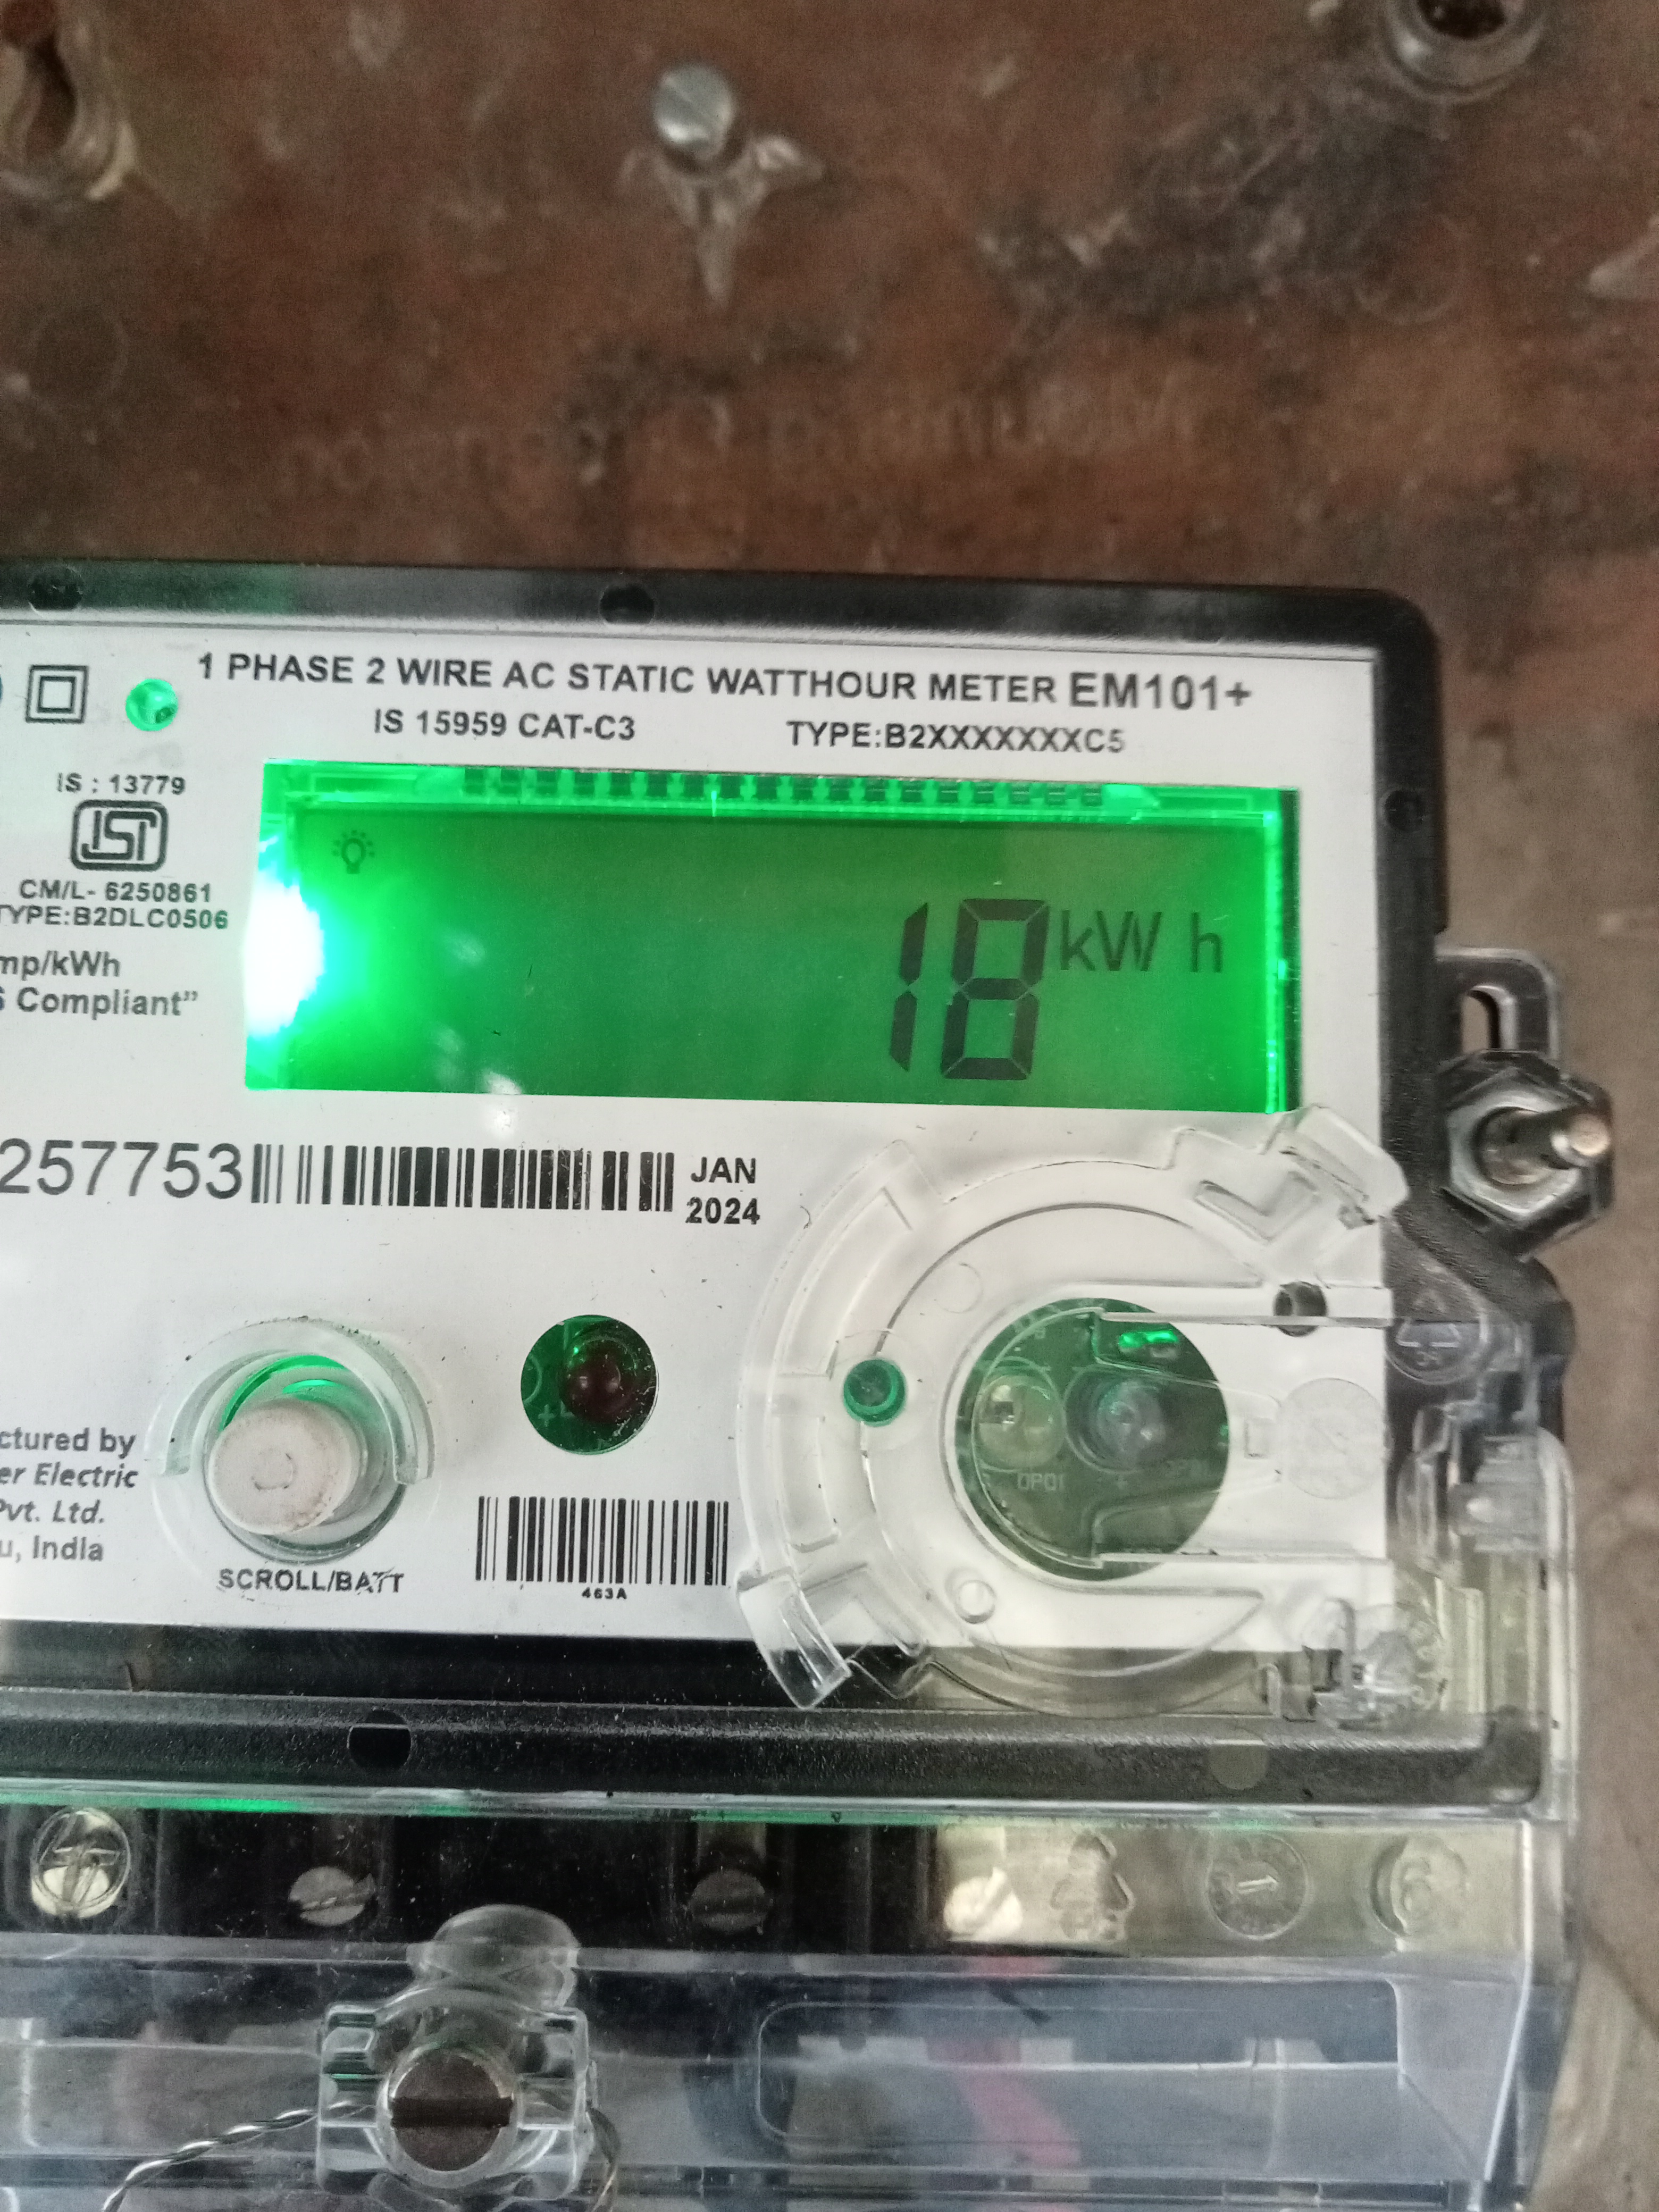 1 PHASE 2 WIRE AC STATIC WATTHOUR METER EM101+
IS 15959 CAT-C3 TYPE:B2XXXXXXXC5
IS : 13779
ISI
CM/L- 6250861
TYPE:B2DLC0506
mp/kWh
S Compliant”
18 kW h
257753
JAN
2024
ctured by
er Electric
Pvt. Ltd.
u, India
SCROLL/BATT
463A
OP01